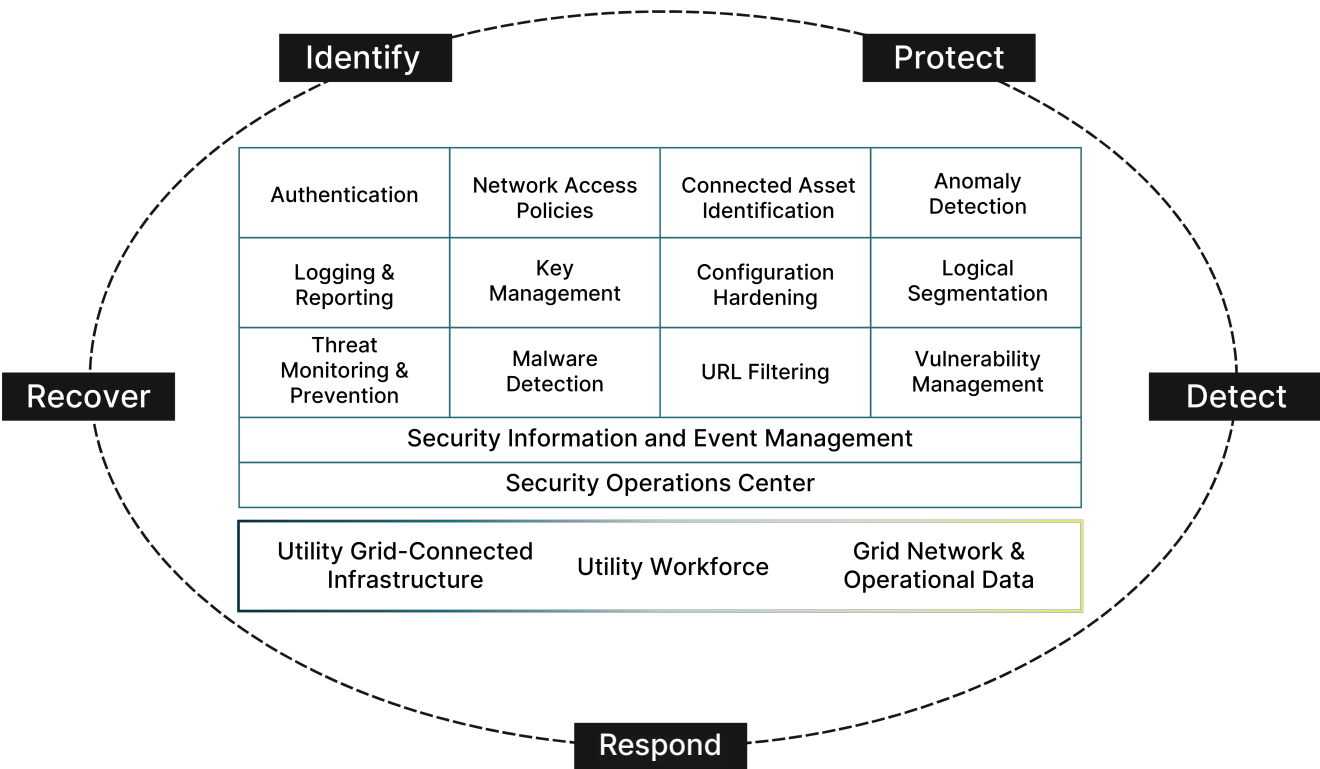 Identify
Protect
Authentication
Network Access
Policies
Connected Asset
Identification
Anomaly
Detection
Logging &
Reporting
Key
Management
Configuration
Hardening
Logical
Segmentation
Threat
Monitoring &
Prevention
Malware
Detection
URL Filtering
Vulnerability
Management
Recover
Detect
Security Information and Event Management
Security Operations Center
Utility Grid-Connected
Infrastructure
Utility Workforce
Grid Network &
Operational Data
Respond